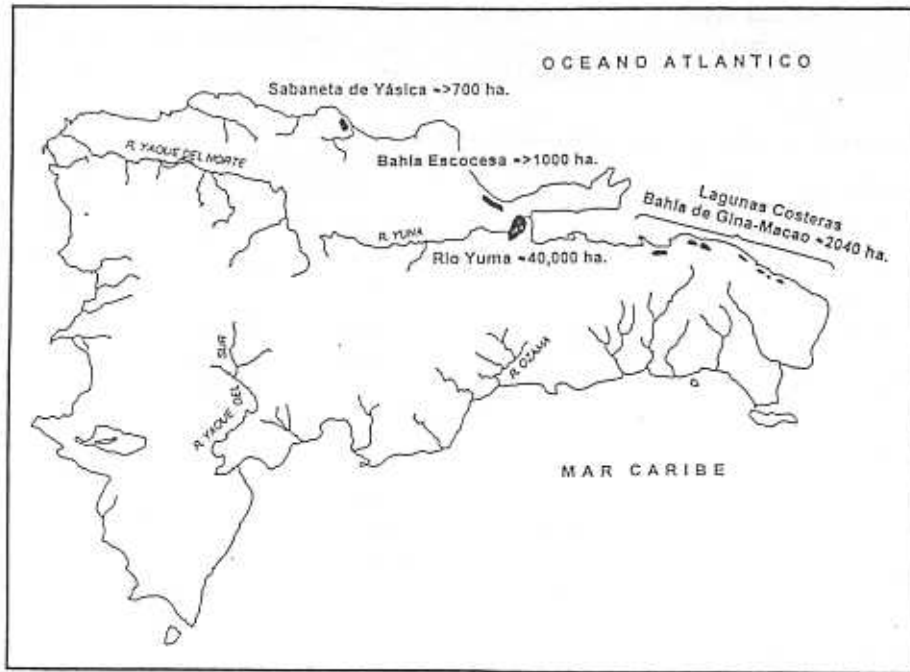 OCEANO ATLANTICO
Sabaneta de Yásica ->700 ha.
R. YAQUE DEL NORTE
Bahía Escocesa ->1000 ha.
Lagunas Costeras
Bahía de Gina-Macao -2040 ha.
R. YUNA
Río Yuma -40,000 ha.
R. YAQUE DEL SUR
R. OZAMA
MAR CARIBE